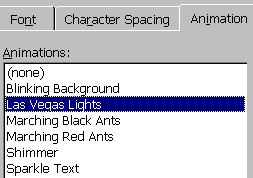 Font Character Spacing Animation
Animations:
(none)
Blinking Background
Las Vegas Lights
Marching Black Ants
Marching Red Ants
Shimmer
Sparkle Text